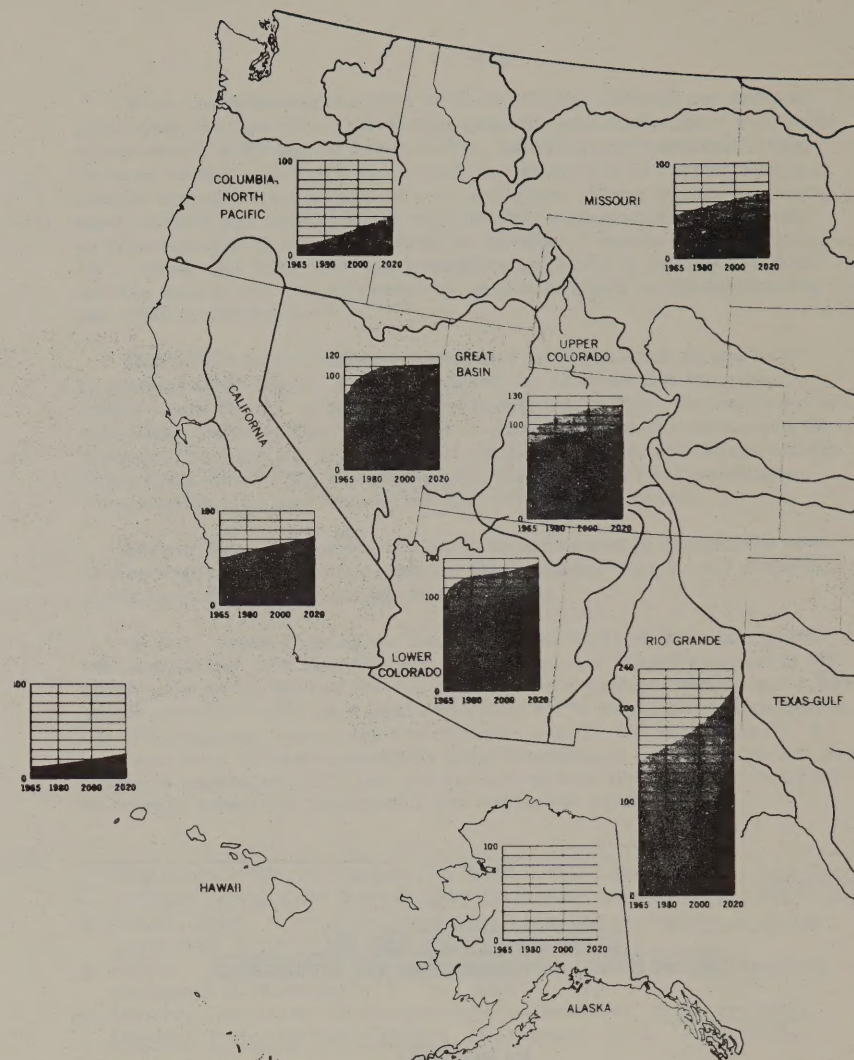 COLUMBIA,
NORTH
PACIFIC
100
0
1965 1980 2000 2020
MISSOURI
100
0
1965 1980 2000 2020
GREAT
BASIN
120
100
0
1965 1980 2000 2020
UPPER
COLORADO
130
100
0
1965 1980 2000 2020
CALIFORNIA
100
0
1965 1980 2000 2020
LOWER
COLORADO
140
100
0
1965 1980 2000 2020
RIO GRANDE
240
200
100
0
1965 1980 2000 2020
TEXAS-GULF
100
0
1965 1980 2000 2020
HAWAII
100
0
1965 1980 2000 2020
ALASKA